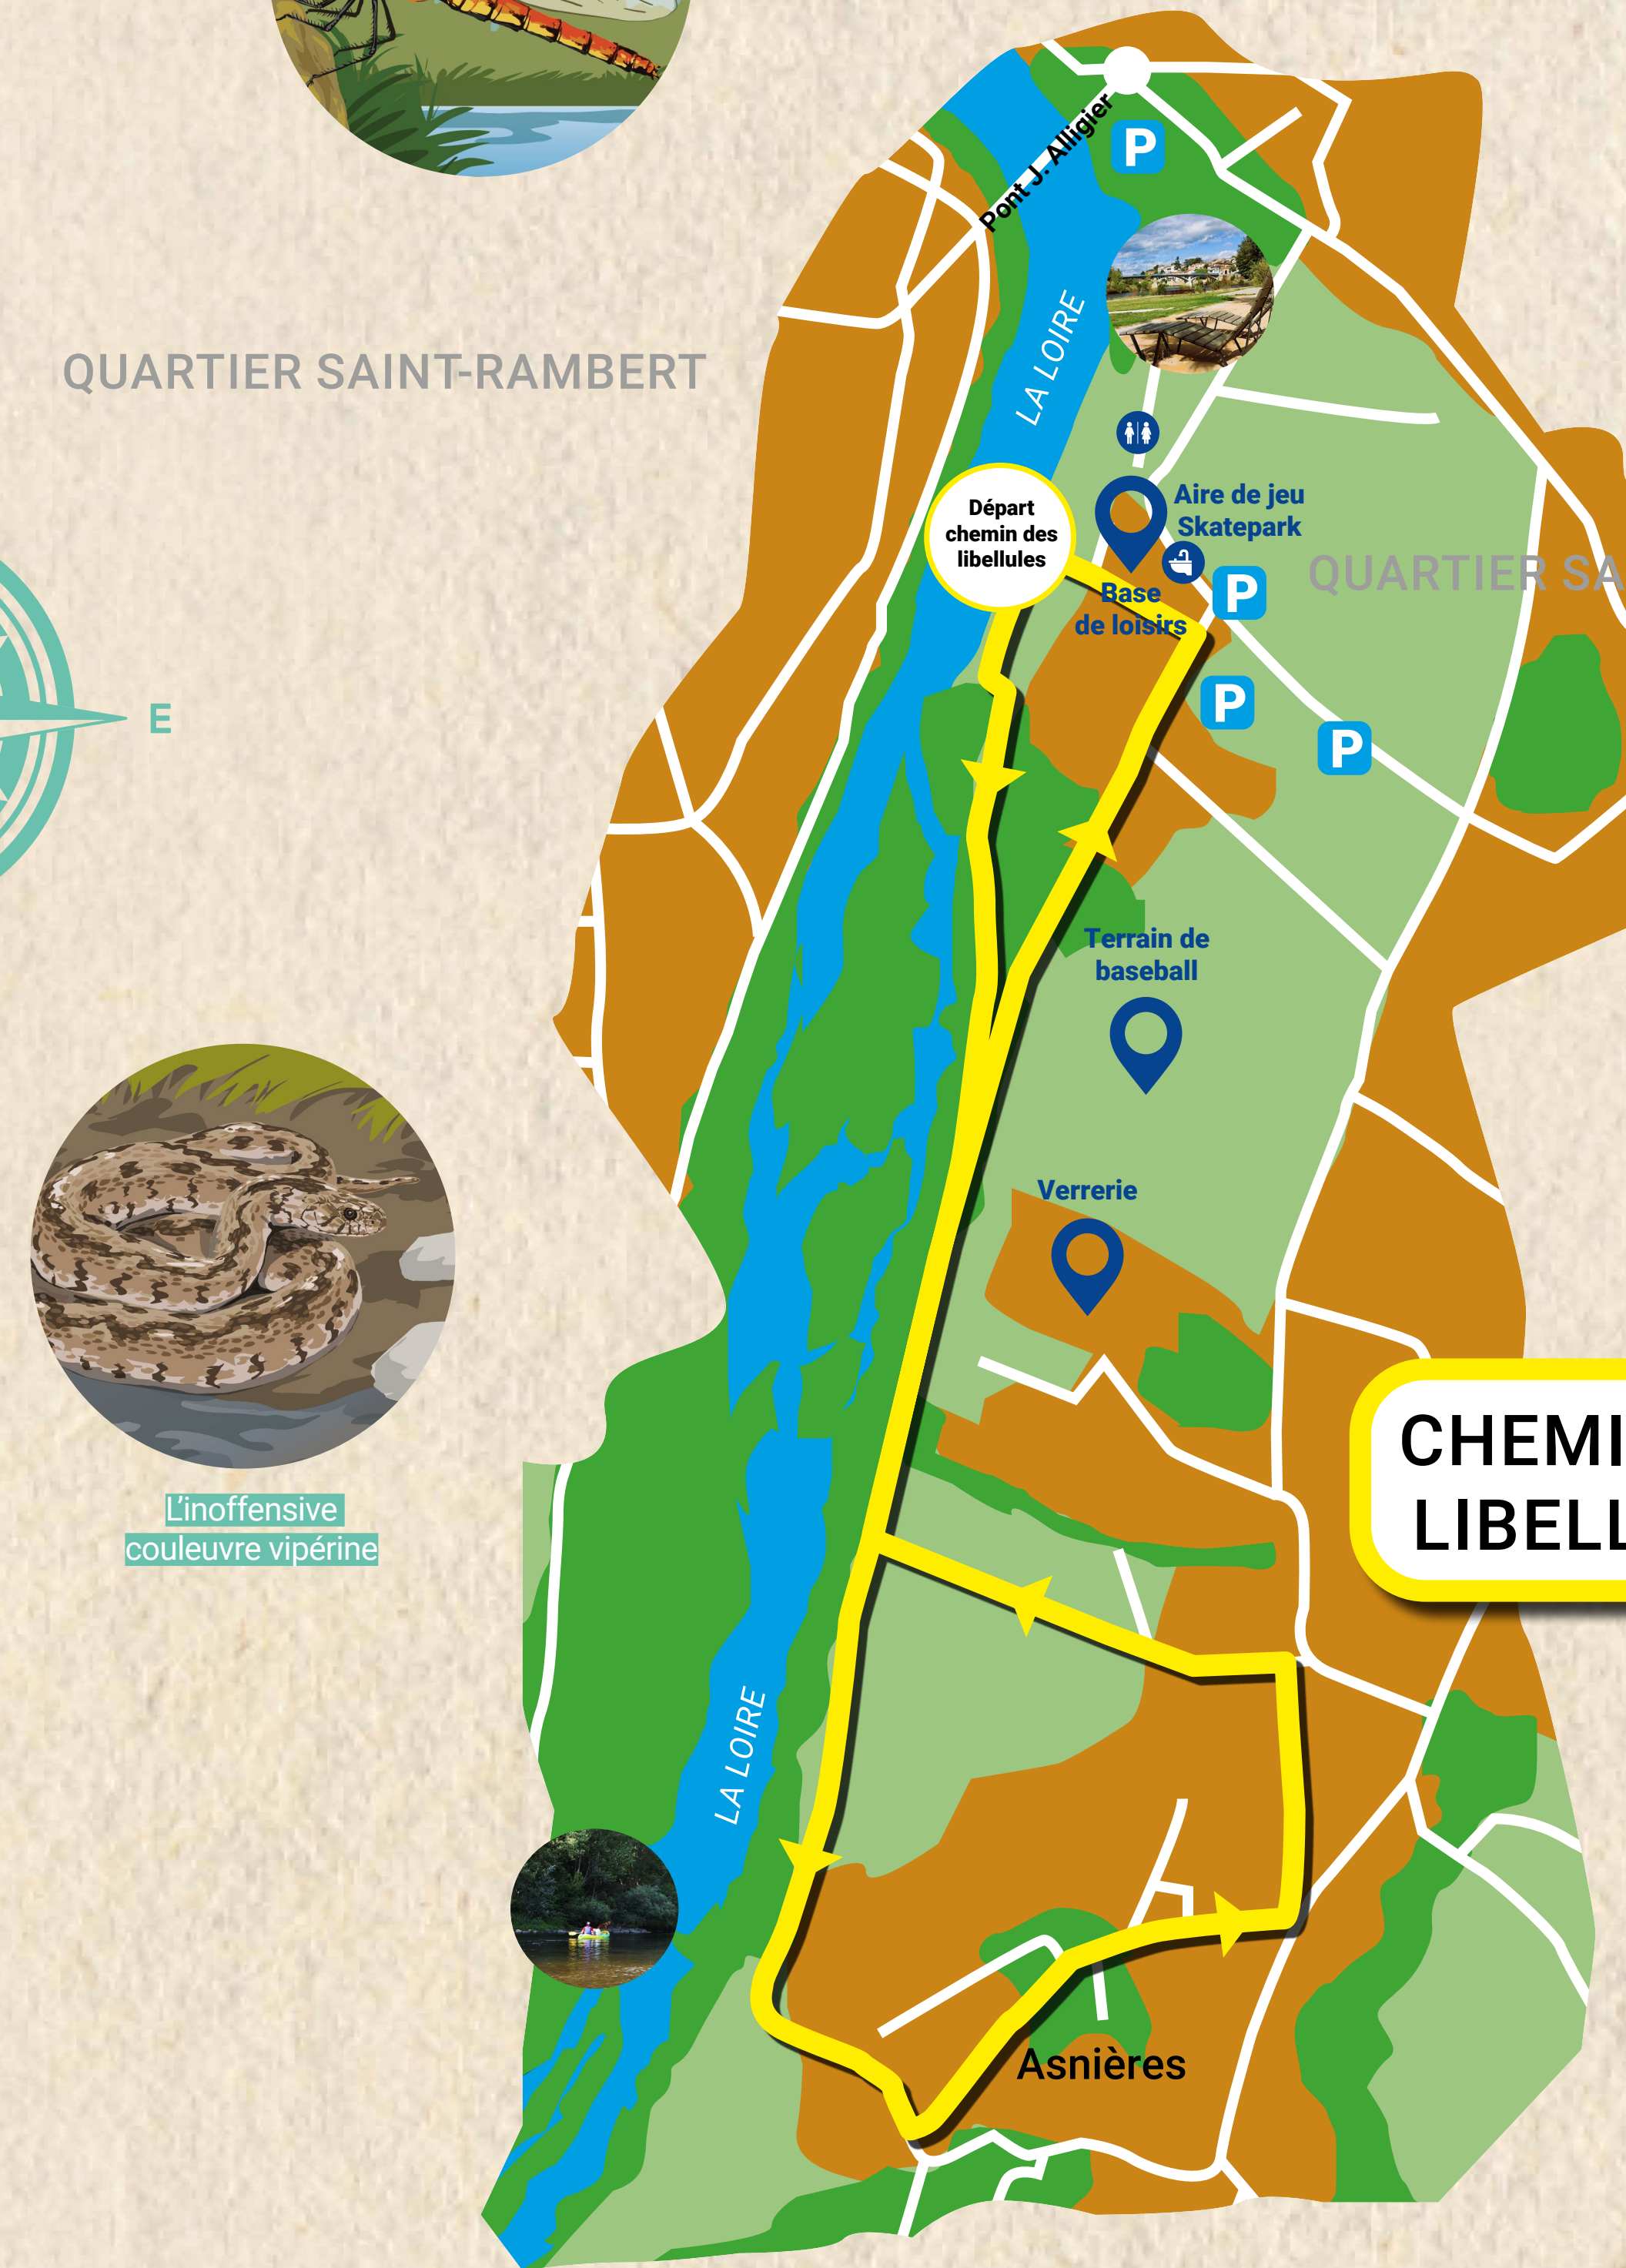 Pont J. Alligier
P
LA LOIRE
QUARTIER SAINT-RAMBERT
Départ
chemin des
libellules
Aire de jeu
Skatepark
QUARTIER SA
Base
de loisirs
P
P
P
E
Terrain de
baseball
Verrerie
CHEMI
LIBELL
L'inoffensive
couleuvre vipérine
LA LOIRE
Asnières